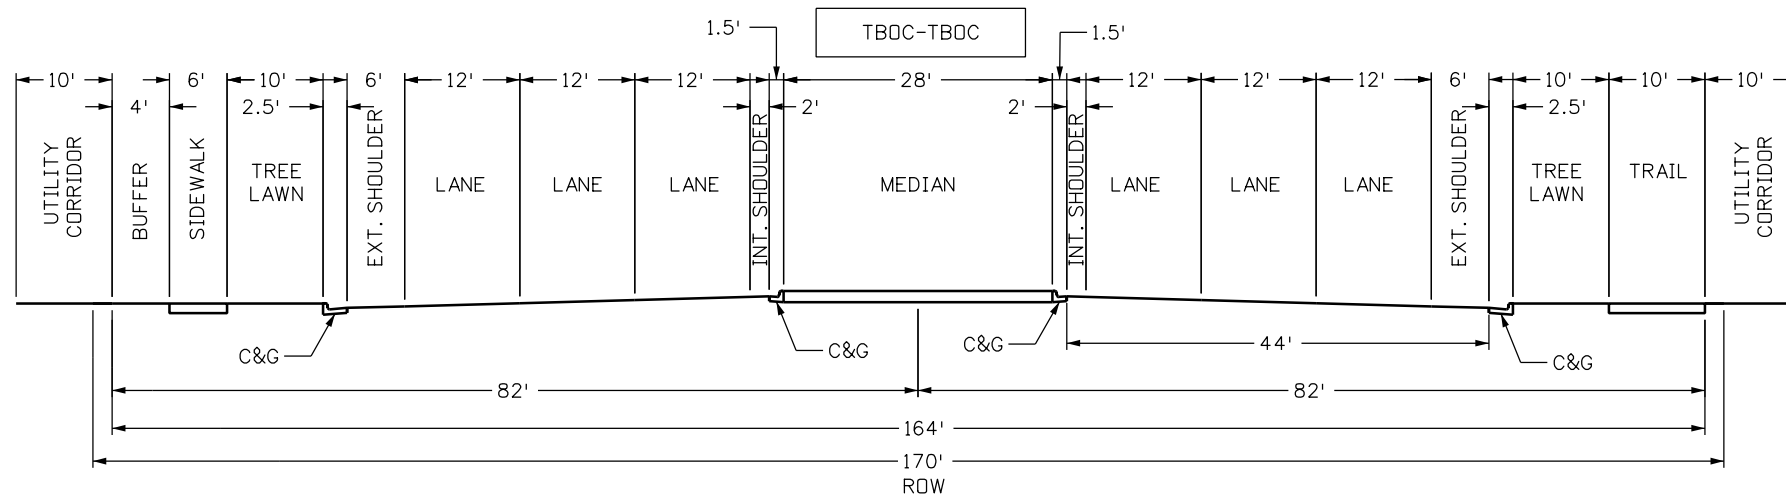 1.5'
TBOC-TBOC
1.5'
10'
6'
10'
6'
12'
12'
12'
28'
12'
12'
12'
6'
10'
10'
10'
4'
2.5'
2'
2'
2.5'
UTILITY
CORRIDOR
BUFFER
SIDEWALK
TREE
LAWN
EXT. SHOULDER
LANE
LANE
LANE
INT. SHOULDER
MEDIAN
INT. SHOULDER
LANE
LANE
LANE
EXT. SHOULDER
TREE
LAWN
TRAIL
UTILITY
CORRIDOR
C&G
C&G
C&G
44'
C&G
82'
82'
164'
170'
ROW